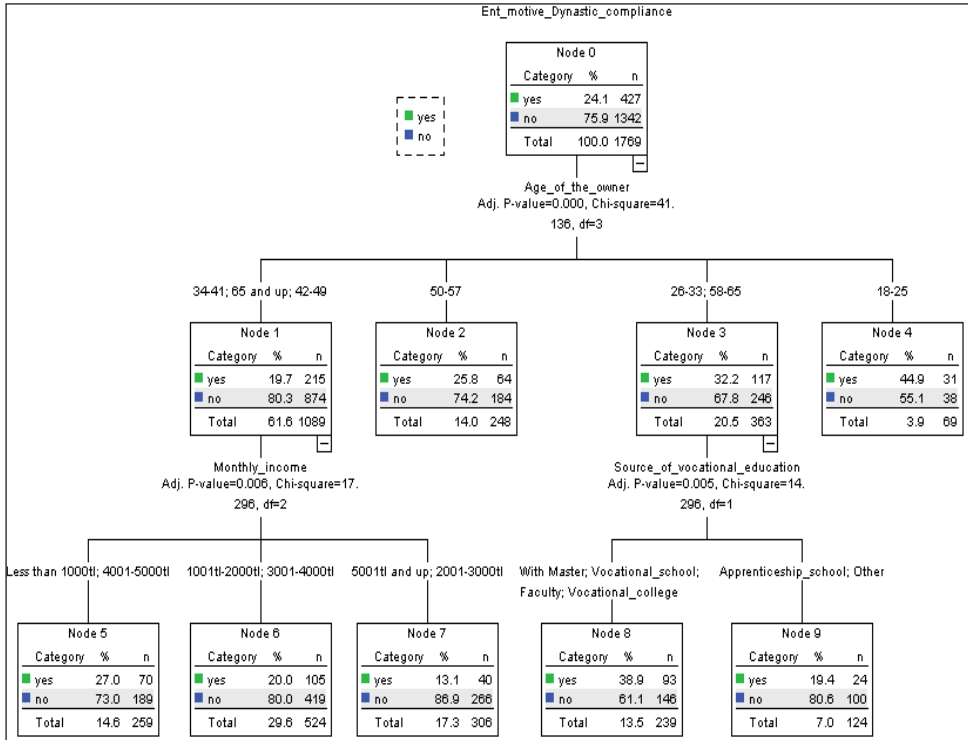 Ent_motive_Dynastic_compliance
Node 0
Category % n
yes 24.1 427
no 75.9 1342
Total 100.0 1769
yes
no
Age_of_the_owner
Adj. P-value=0.000, Chi-square=41.
136, df=3
34-41; 65 and up; 42-49
50-57
26-33; 58-65
18-25
Node 1
Category % n
yes 19.7 215
no 80.3 874
Total 61.6 1089
Node 2
Category % n
yes 25.8 64
no 74.2 184
Total 14.0 248
Node 3
Category % n
yes 32.2 117
no 67.8 246
Total 20.5 363
Node 4
Category % n
yes 44.9 31
no 55.1 38
Total 3.9 69
Monthly_income
Adj. P-value=0.006, Chi-square=17.
296, df=2
Source_of_vocational_education
Adj. P-value=0.005, Chi-square=14.
296, df=1
Less than 1000tl; 4001-5000tl
1001tl-2000tl; 3001-4000tl
5001tl and up; 2001-3000tl
With Master; Vocational_school;
Faculty; Vocational_college
Apprenticeship_school; Other
Node 5
Category % n
yes 27.0 70
no 73.0 189
Total 14.6 259
Node 6
Category % n
yes 20.0 105
no 80.0 419
Total 29.6 524
Node 7
Category % n
yes 13.1 40
no 86.9 266
Total 17.3 306
Node 8
Category % n
yes 38.9 93
no 61.1 146
Total 13.5 239
Node 9
Category % n
yes 19.4 24
no 80.6 100
Total 7.0 124